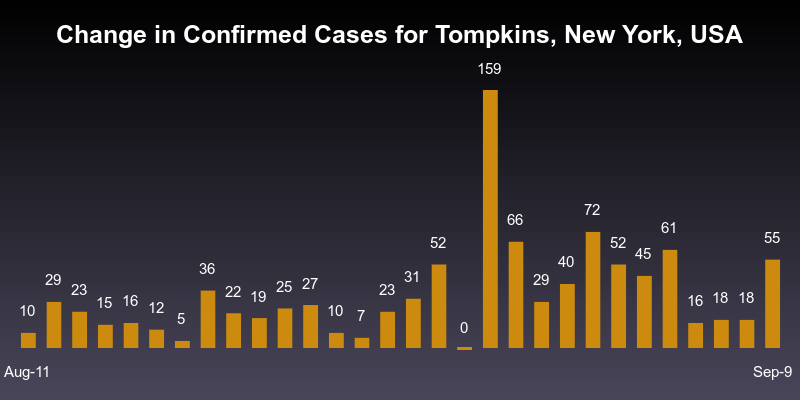 Change in Confirmed Cases for Tompkins, New York, USA
10 29 23 15 16 12 5 36 22 19 25 27 10 7 23 31 52 0 159 66 29 40 72 52 45 61 16 18 18 55
Aug-11 Sep-9